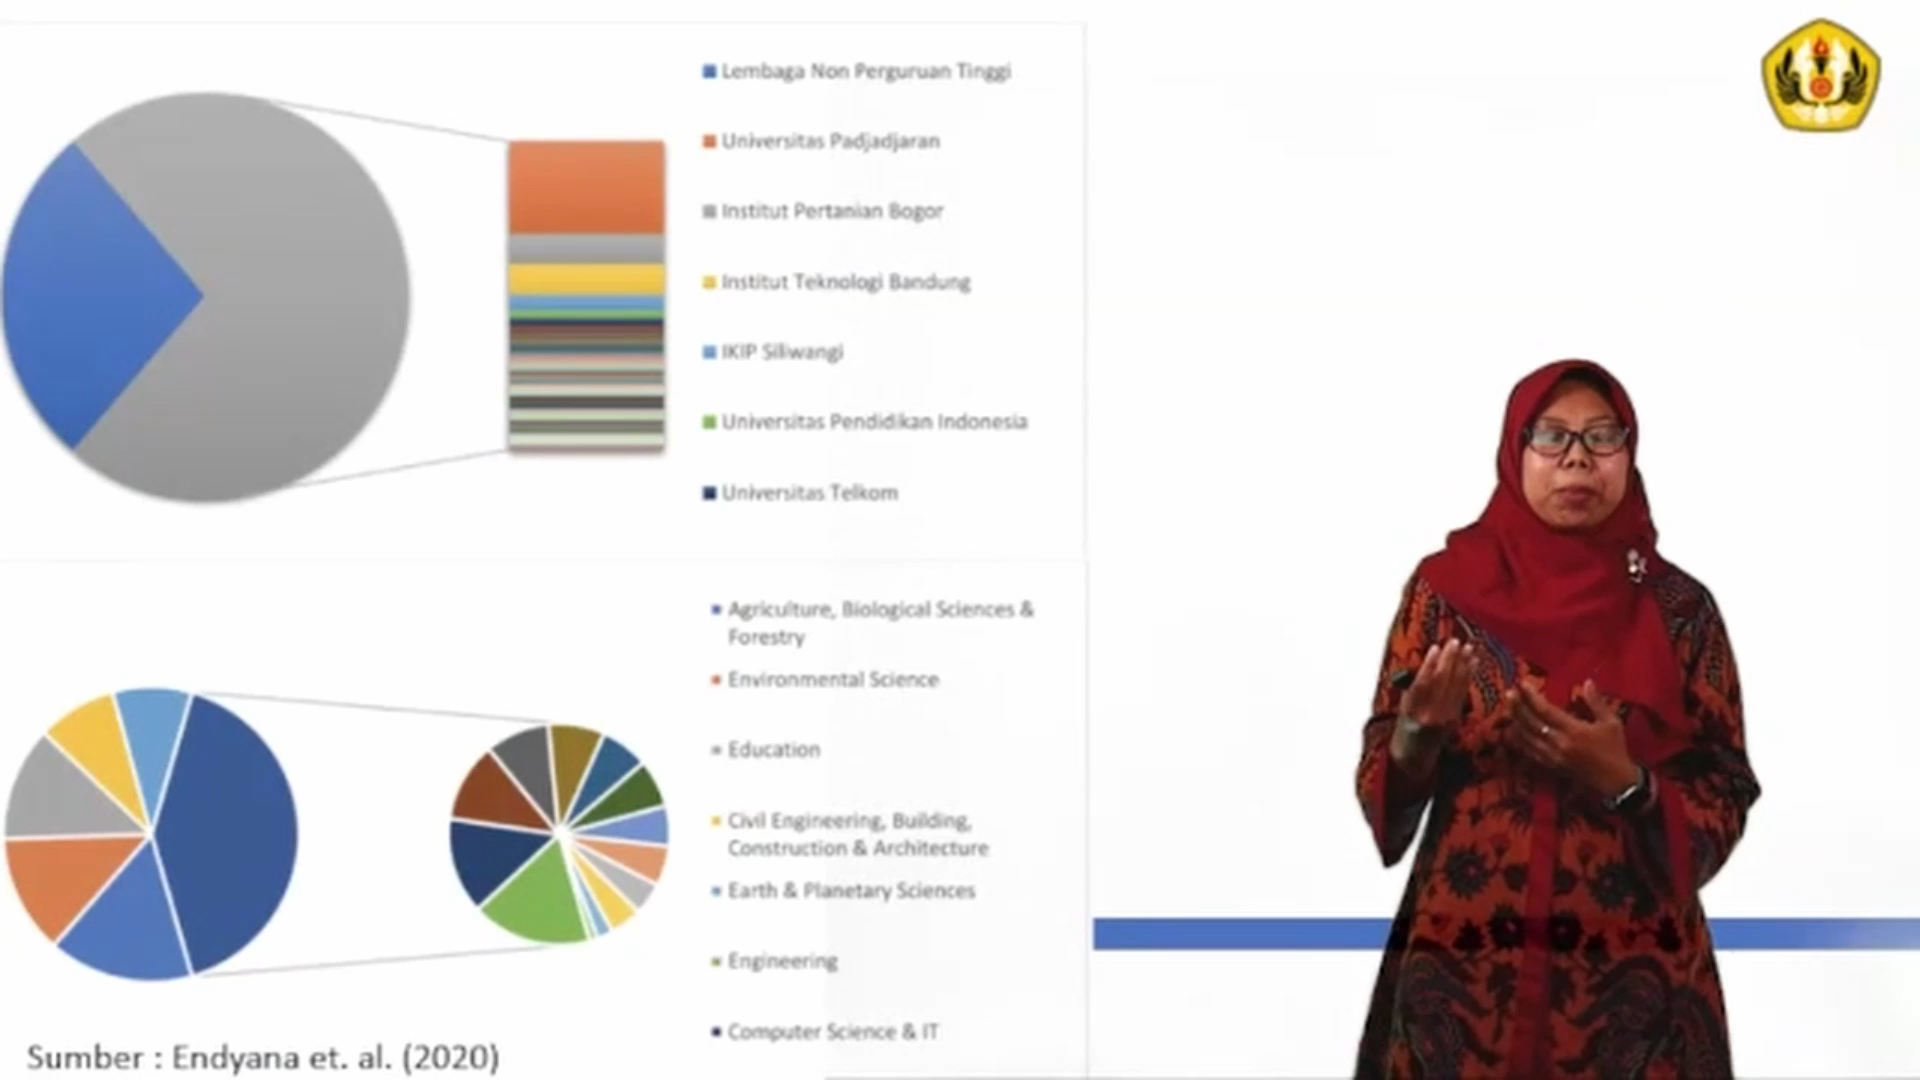 Lembaga Non Perguruan Tinggi
Universitas Padjadjaran
Institut Pertanian Bogor
Institut Teknologi Bandung
IKIP Siliwangi
Universitas Pendidikan Indonesia
Universitas Telkom
Agriculture, Biological Sciences &
Forestry
Environmental Science
Education
Civil Engineering, Building,
Construction & Architecture
Earth & Planetary Sciences
Engineering
Computer Science & IT
Sumber : Endyana et. al. (2020)